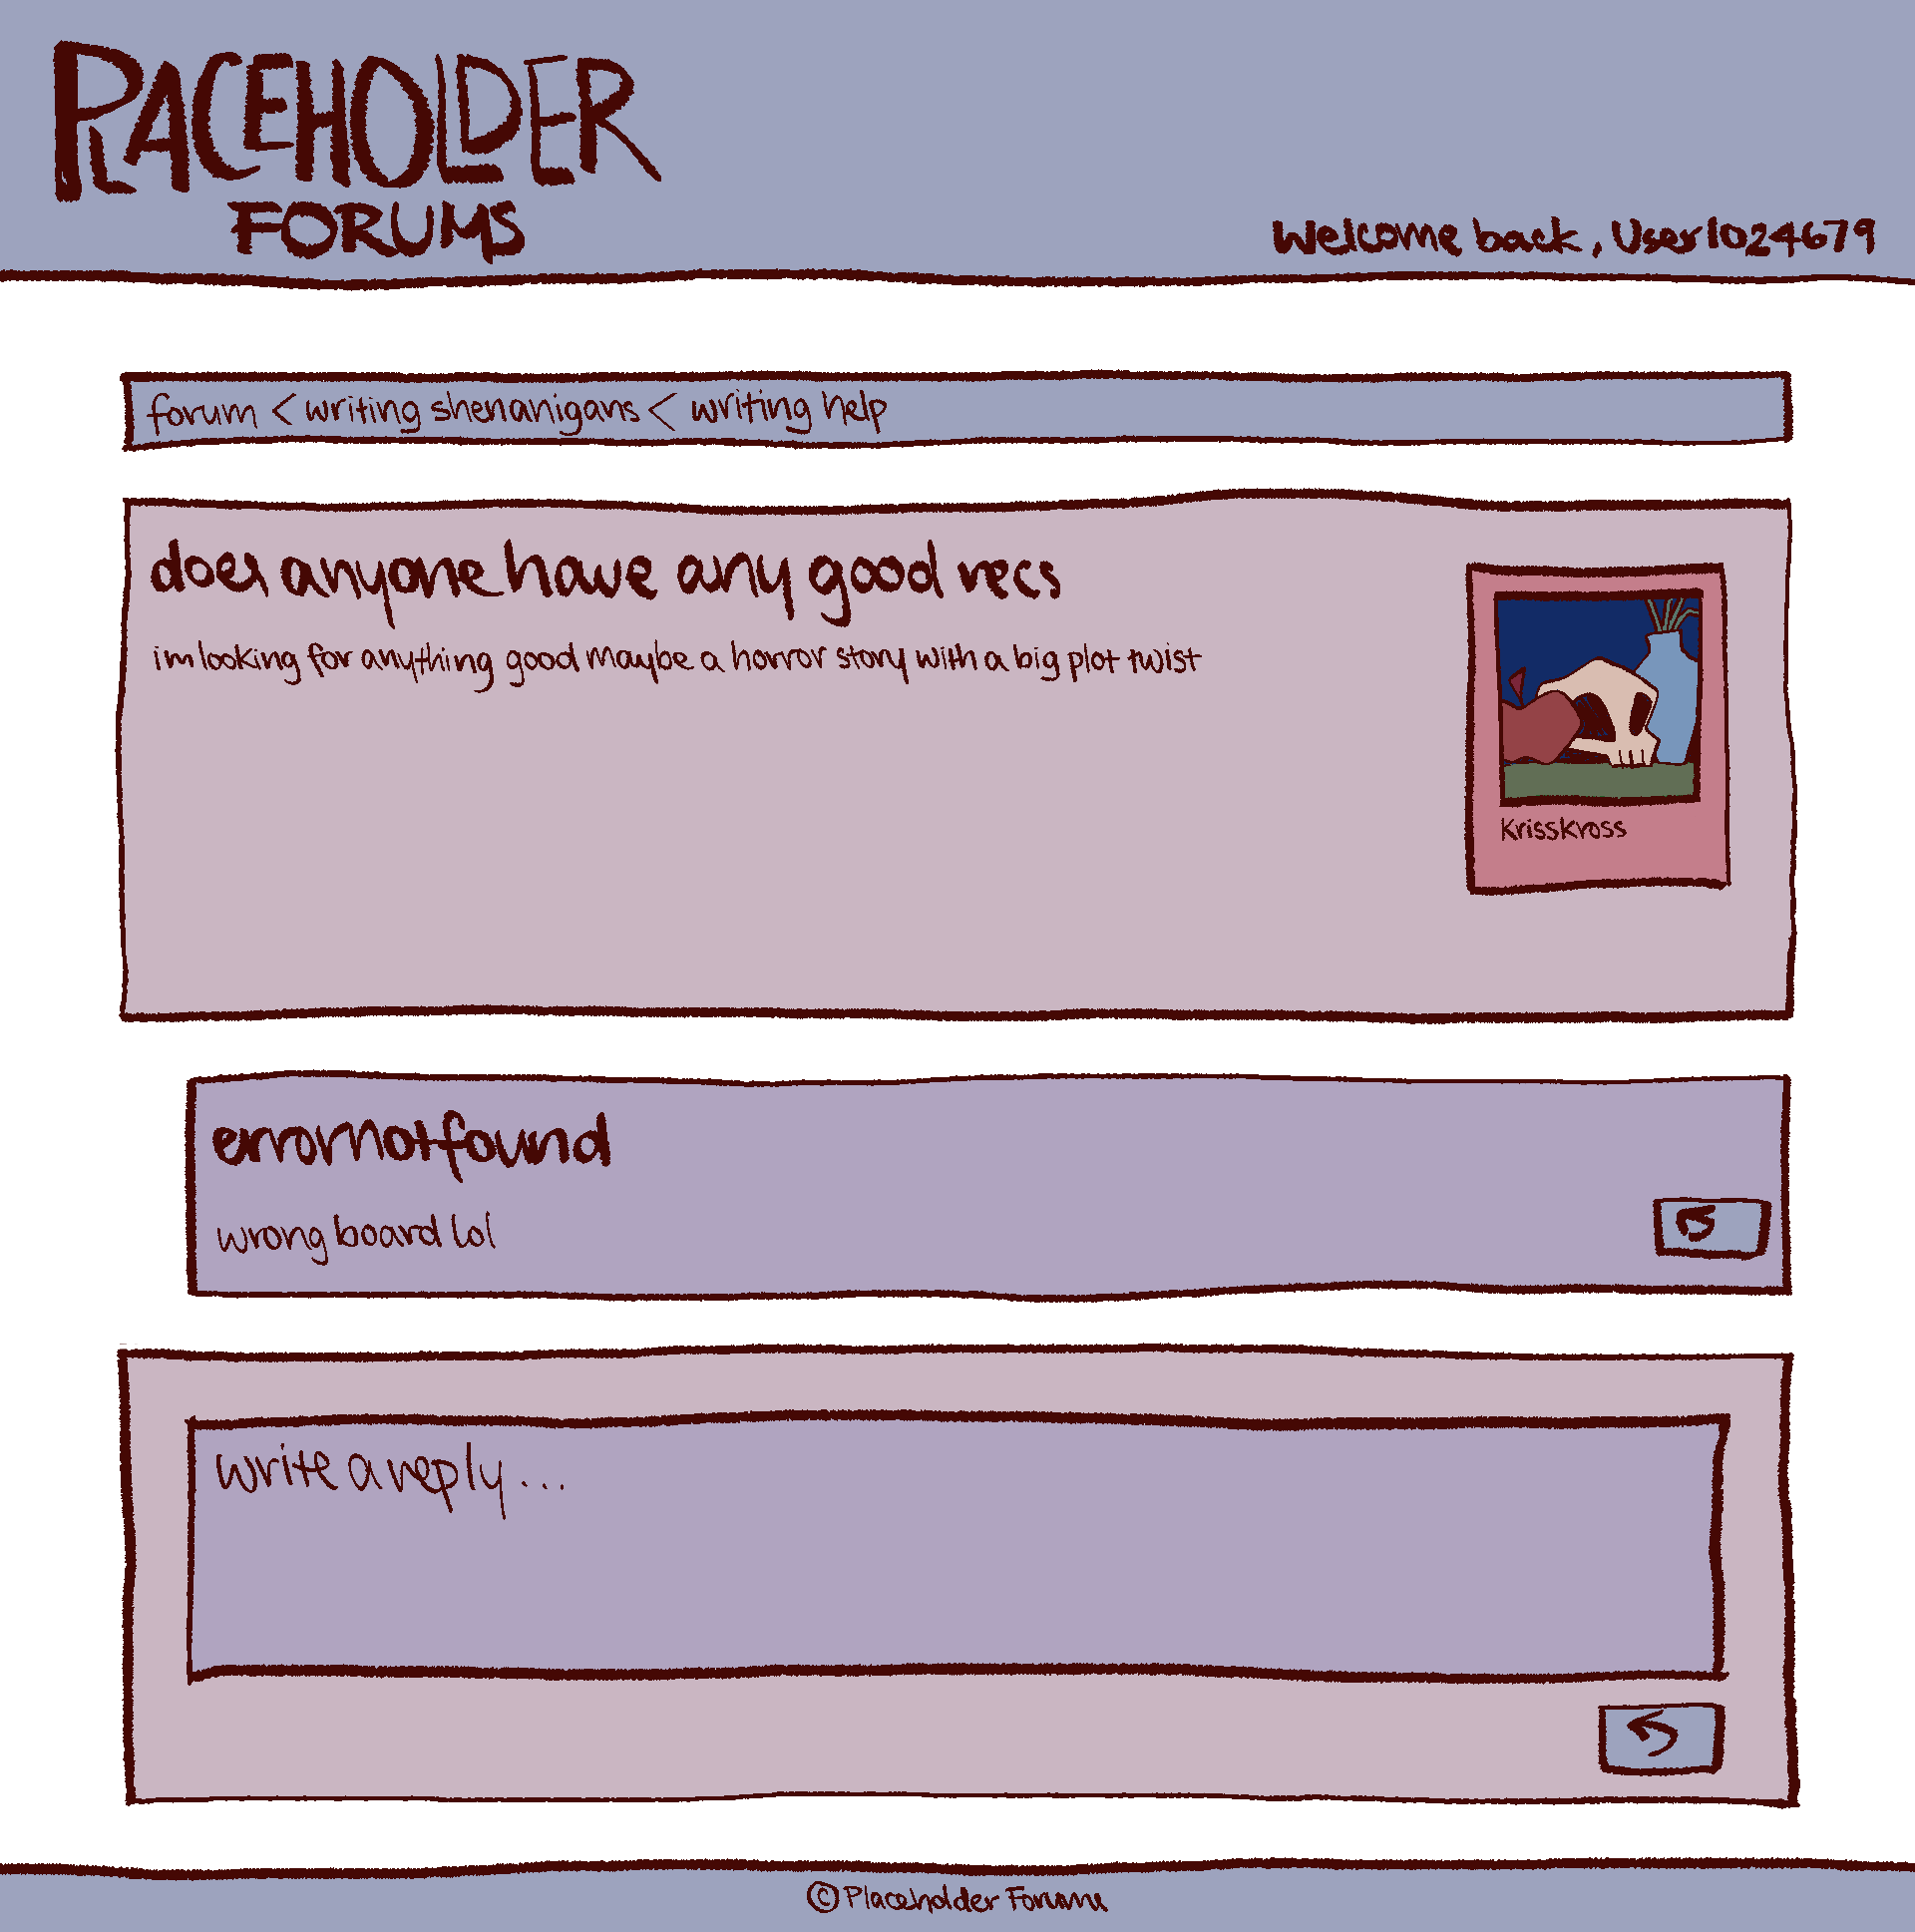 PLACEHOLDER
FORUMS
Welcome back, User1024679
forum < writing shenanigans < writing help
does anyone have any good recs
im looking for anything good maybe a horror story with a big plot twist
Krisskross
errornotfound
wrong board lol
write a reply...
© Placeholder Forums